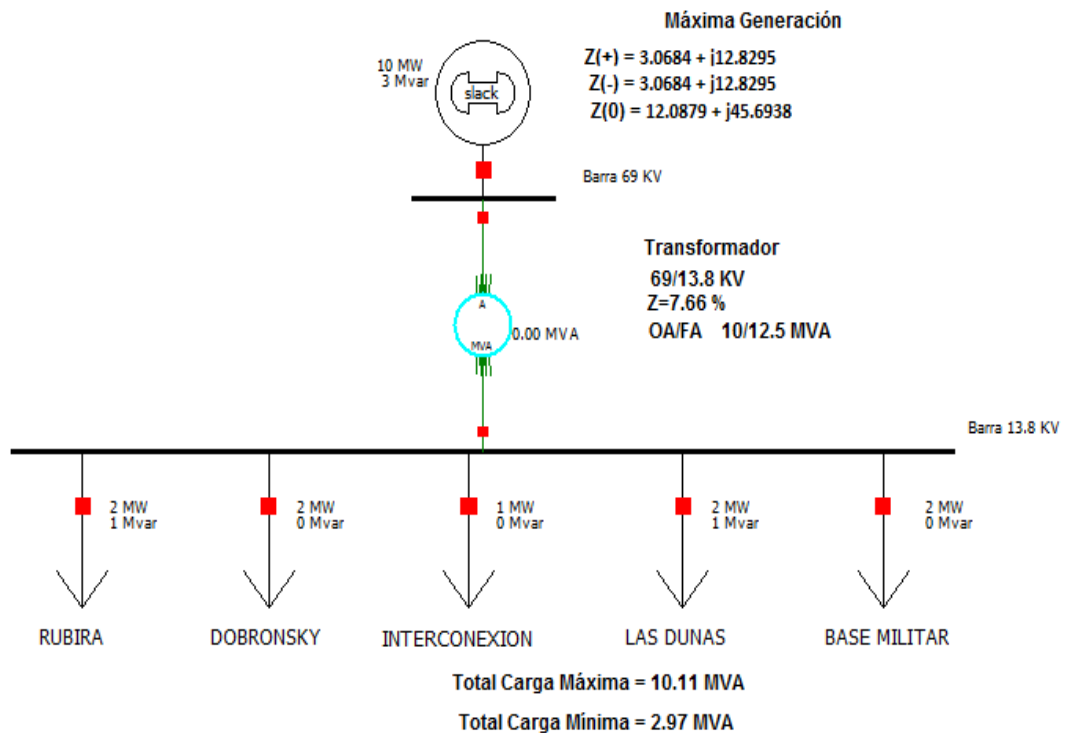 Máxima Generación
10 MW
3 Mvar
slack
Z(+) = 3.0684 + j12.8295
Z(-) = 3.0684 + j12.8295
Z(0) = 12.0879 + j45.6938
Barra 69 KV
Transformador
69/13.8 KV
Z=7.66 %
OA/FA 10/12.5 MVA
A
MVA
0.00 MVA
Barra 13.8 KV
2 MW
1 Mvar
2 MW
0 Mvar
1 MW
0 Mvar
2 MW
1 Mvar
2 MW
0 Mvar
RUBIRA
DOBRONSKY
INTERCONEXION
LAS DUNAS
BASE MILITAR
Total Carga Máxima = 10.11 MVA
Total Carga Mínima = 2.97 MVA